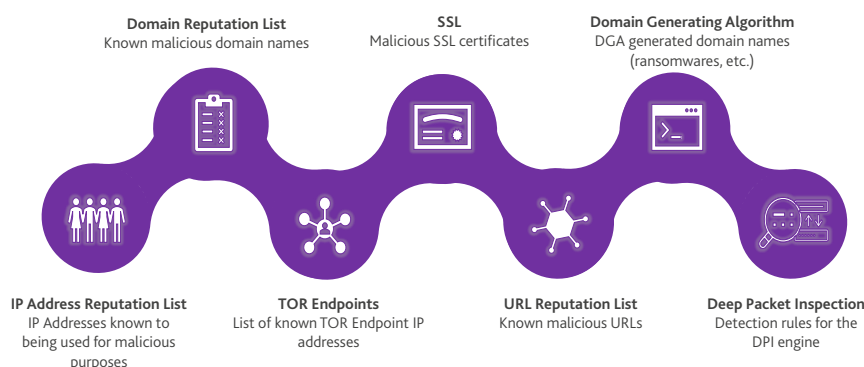 Domain Reputation List
Known malicious domain names
SSL
Malicious SSL certificates
Domain Generating Algorithm
DGA generated domain names
(ransomwares, etc.)
IP Address Reputation List
IP Addresses known to
being used for malicious
purposes
TOR Endpoints
List of known TOR Endpoint IP
addresses
URL Reputation List
Known malicious URLs
Deep Packet Inspection
Detection rules for the
DPI engine